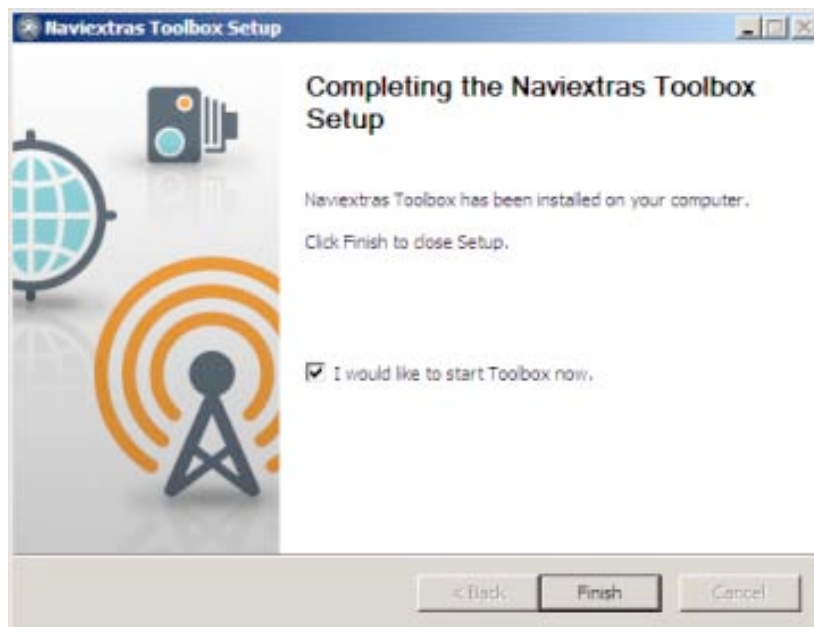 Naviextras Toolbox Setup
Completing the Naviextras Toolbox
Setup
Naviextras Toolbox has been installed on your computer.
Click Finish to close Setup.
I would like to start Toolbox now.
< Back
Finish
Cancel